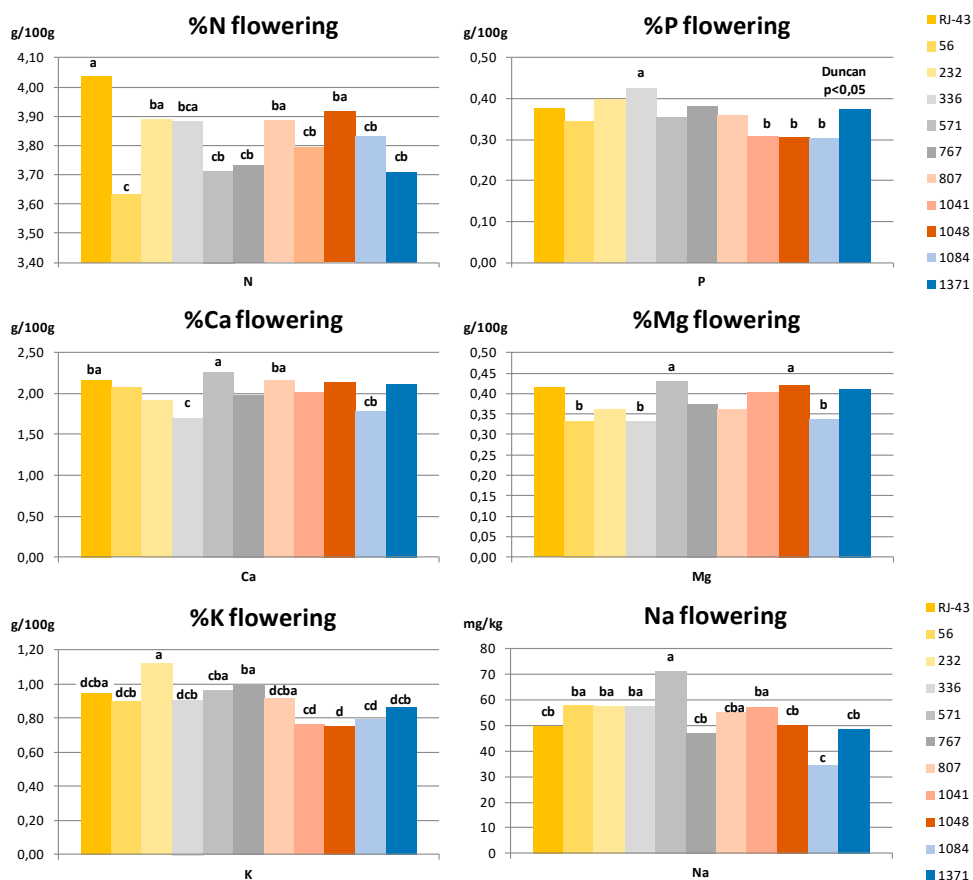 %N flowering
g/100g
4,10
4,00
3,90
3,80
3,70
3,60
3,50
3,40
a
c
ba
bca
cb
cb
ba
cb
ba
cb
cb
N
%P flowering
g/100g
0,50
0,40
0,30
0,20
0,10
0,00
a
b
b
b
Duncan
p<0,05
P
RJ-43
56
232
336
571
767
807
1041
1048
1084
1371
%Ca flowering
g/100g
2,50
2,00
1,50
1,00
0,50
0,00
ba
c
a
ba
cb
Ca
%Mg flowering
g/100g
0,50
0,45
0,40
0,35
0,30
0,25
0,20
0,15
0,10
0,05
0,00
b
b
a
a
b
Mg
%K flowering
g/100g
1,20
1,00
0,80
0,60
0,40
0,20
0,00
dcba
dcb
a
dcb
cba
ba
dcba
cd
d
cd
dcb
K
Na flowering
mg/kg
80
70
60
50
40
30
20
10
0
cb
ba
ba
ba
a
cb
cba
ba
cb
c
cb
Na
RJ-43
56
232
336
571
767
807
1041
1048
1084
1371